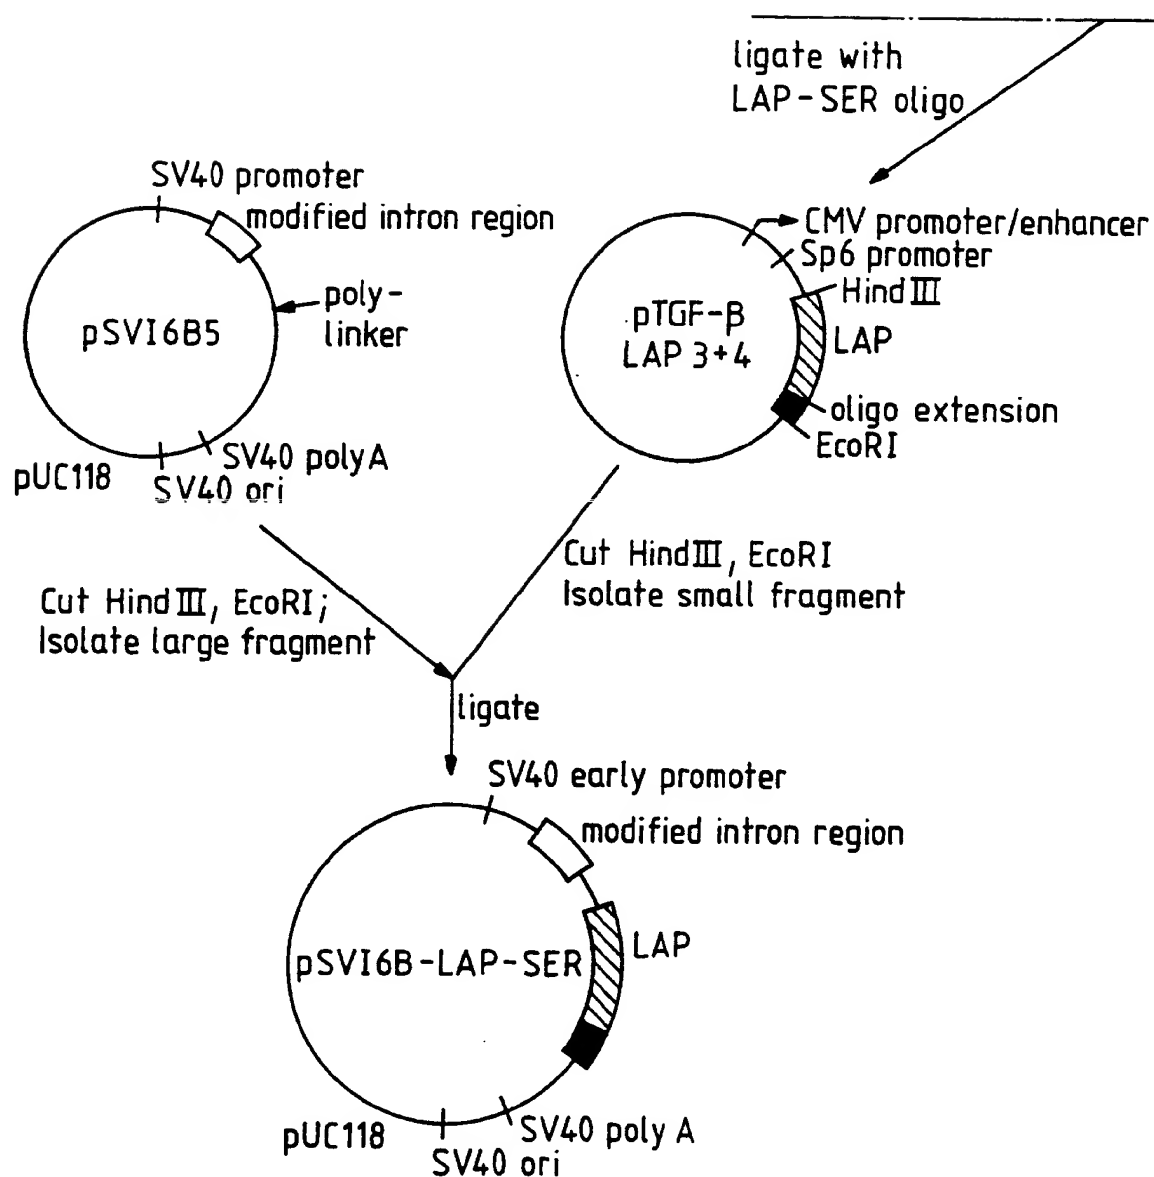 ligate with
LAP-SER oligo
SV40 promoter
modified intron region
poly-
linker
pSVI6B5
SV40 polyA
pUC118
SV40 ori
CMV promoter/enhancer
Sp6 promoter
HindIII
pTGF-β
LAP 3+4
LAP
oligo extension
EcoRI
Cut HindIII, EcoRI;
Isolate large fragment
Cut HindIII, EcoRI
Isolate small fragment
ligate
SV40 early promoter
modified intron region
pSVI6B-LAP-SER
LAP
pUC118
SV40 poly A
SV40 ori